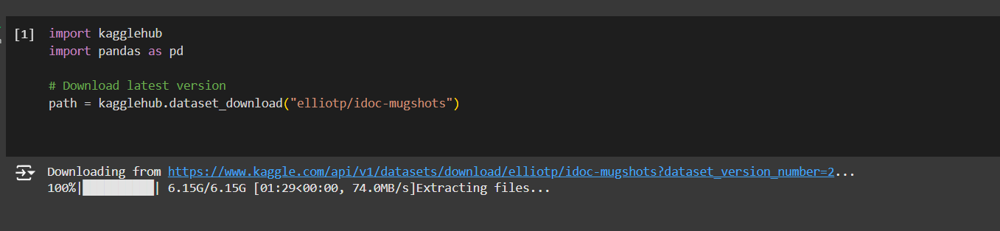 [1] import kagglehub
import pandas as pd
# Download latest version
path = kagglehub.dataset_download("elliotp/idoc-mugshots")
Downloading from https://www.kaggle.com/api/v1/datasets/download/elliotp/idoc-mugshots?dataset_version_number=2...
100%|██████████| 6.15G/6.15G [01:29<00:00, 74.0MB/s]Extracting files...